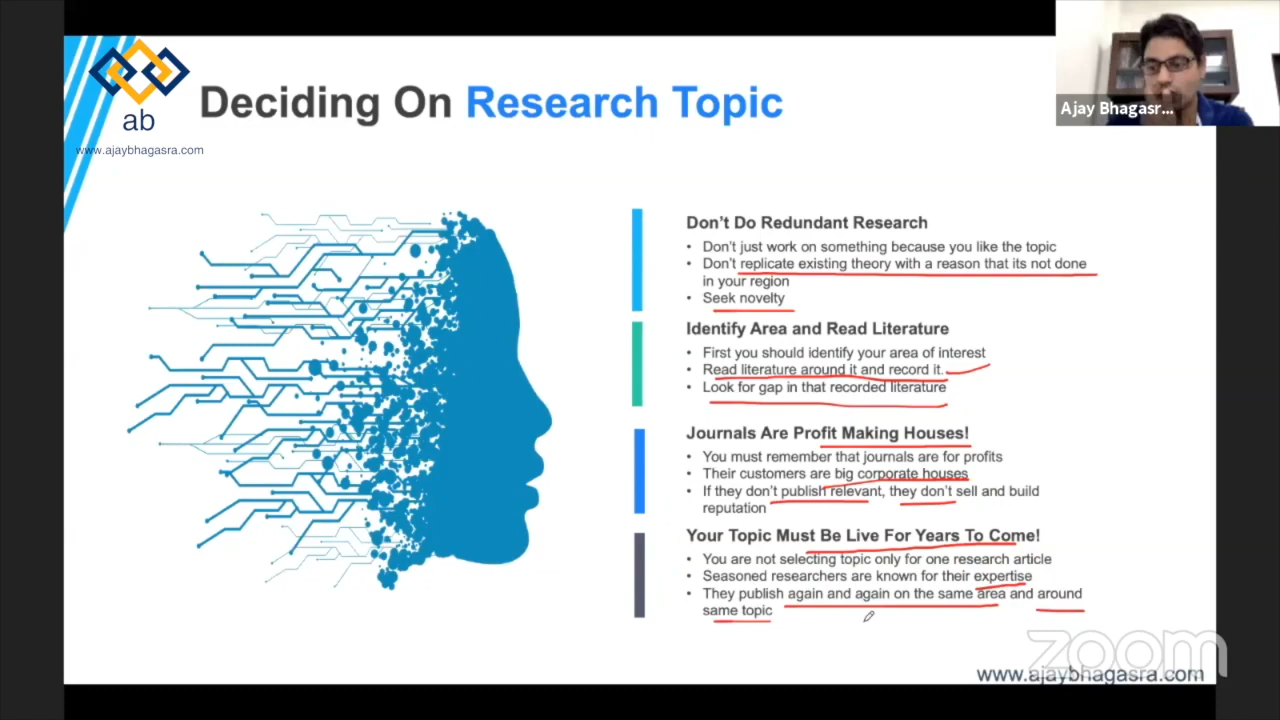 ab
www.ajaybhagasra.com
Deciding On Research Topic
Ajay Bhagasr...
Don't Do Redundant Research
• Don't just work on something because you like the topic
• Don't replicate existing theory with a reason that its not done
in your region
• Seek novelty
Identify Area and Read Literature
• First you should identify your area of interest
• Read literature around it and record it.
• Look for gap in that recorded literature
Journals Are Profit Making Houses!
• You must remember that journals are for profits
• Their customers are big corporate houses
• If they don't publish relevant, they don't sell and build
reputation
Your Topic Must Be Live For Years To Come!
• You are not selecting topic only for one research article
• Seasoned researchers are known for their expertise
• They publish again and again on the same area and around
same topic
zoom
www.ajaybhagasra.com